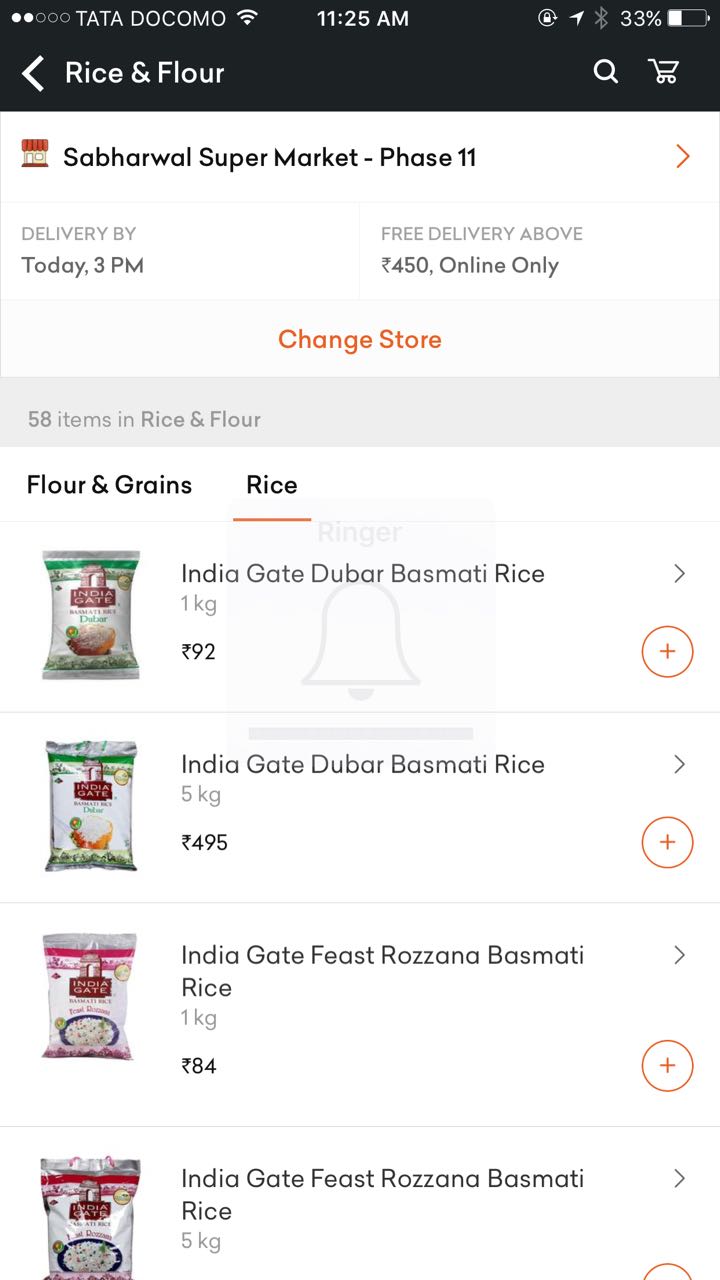 TATA DOCOMO
11:25 AM
33%
Rice & Flour
Sabharwal Super Market - Phase 11
DELIVERY BY
FREE DELIVERY ABOVE
Today, 3 PM
₹450, Online Only
Change Store
58 items in Rice & Flour
Flour & Grains
Rice
Ringer
India Gate Dubar Basmati Rice
1 kg
₹92
INDIA
GATE
BASMATI RICE
Dubar
India Gate Dubar Basmati Rice
5 kg
₹495
INDIA
GATE
BASMATI RICE
Dubar
India Gate Feast Rozzana Basmati
Rice
1 kg
₹84
INDIA
GATE
BASMATI RICE
Feast Rozzana
India Gate Feast Rozzana Basmati
Rice
5 kg
INDIA
GATE
BASMATI RICE
Feast Rozzana